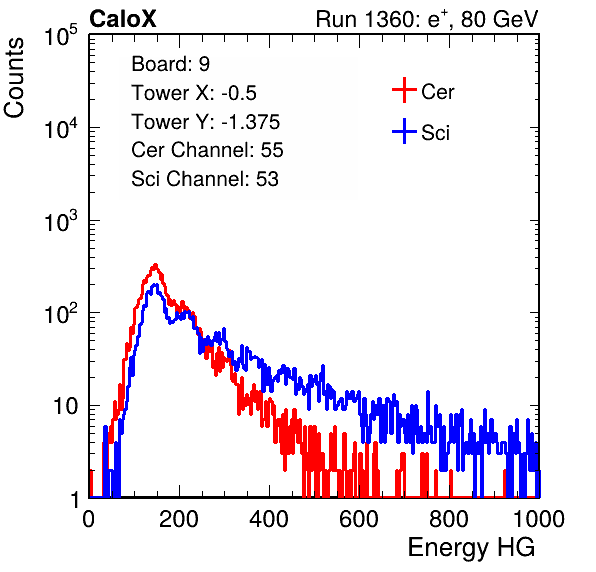 CaloX Run 1360: e⁺, 80 GeV
Counts
10⁵
10⁴
10³
10²
10
1
Board: 9
Tower X: -0.5
Tower Y: -1.375
Cer Channel: 55
Sci Channel: 53
Cer
Sci
0 200 400 600 800 1000
Energy HG